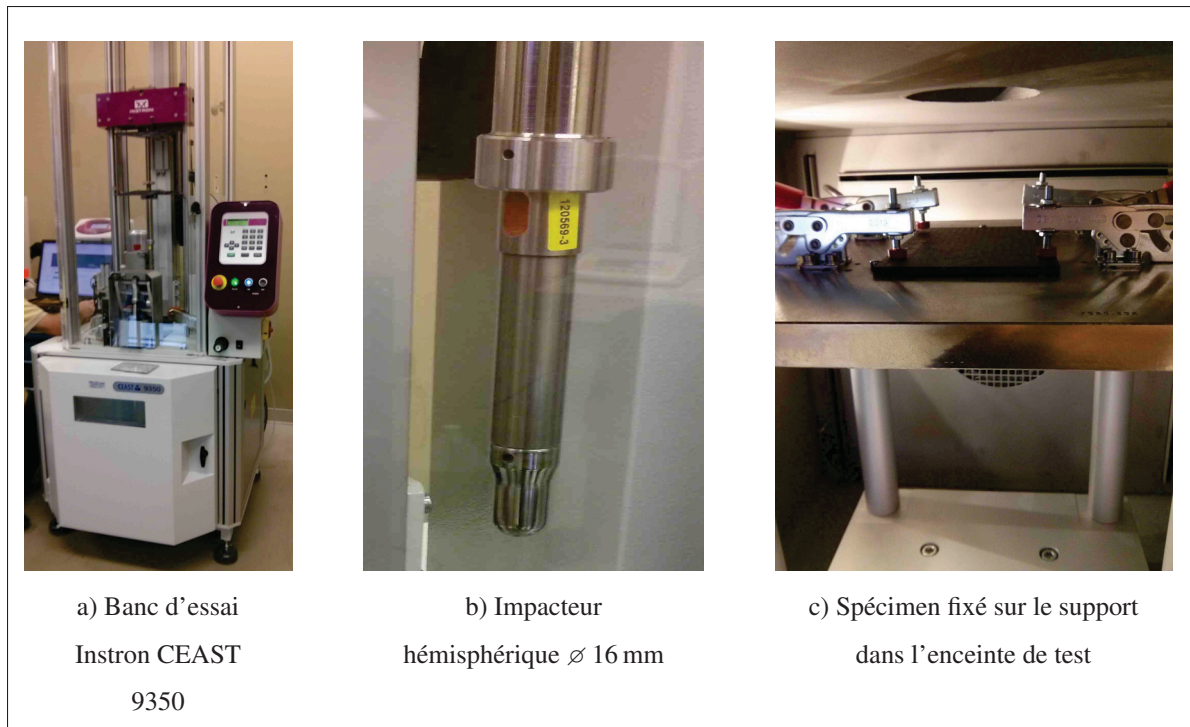 CEAST 9350
120569-3
a) Banc d'essai
Instron CEAST
9350
b) Impacteur
hémisphérique ⌀ 16 mm
c) Spécimen fixé sur le support
dans l'enceinte de test